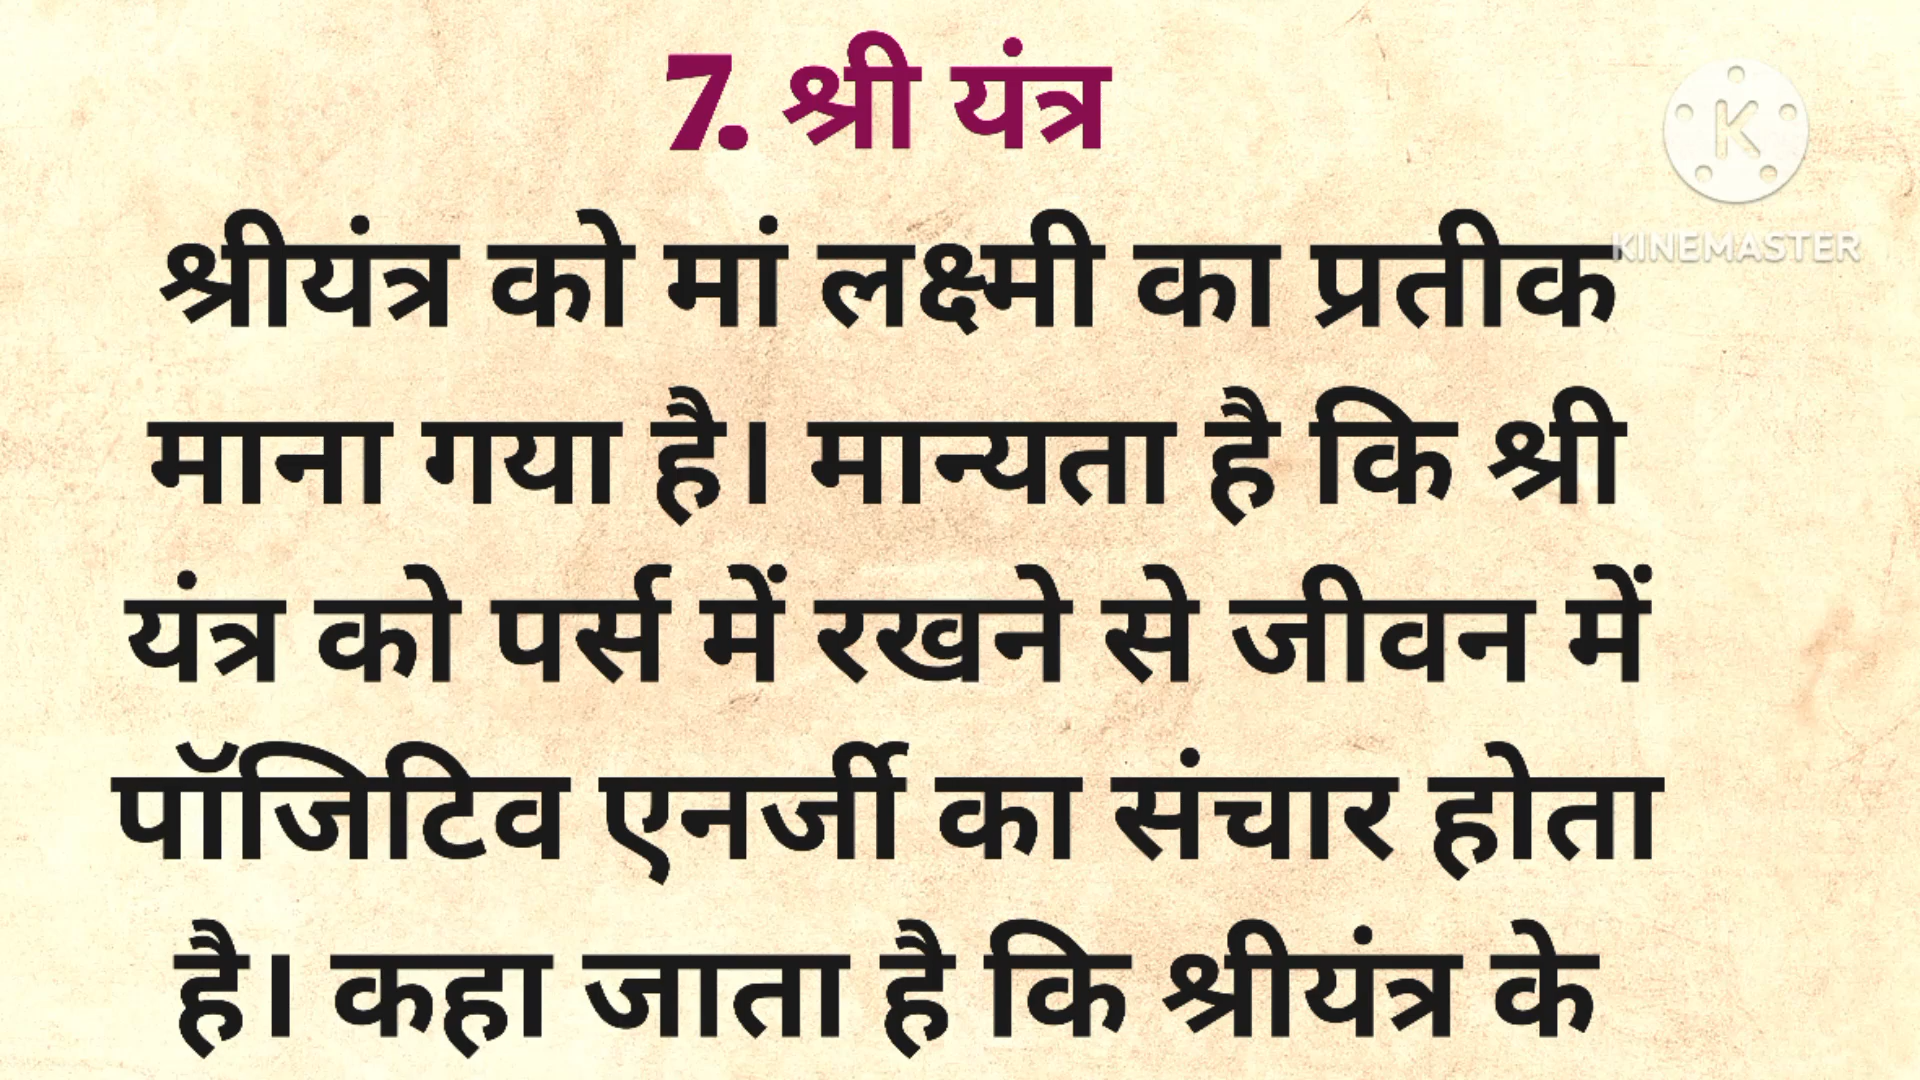 7. श्री यंत्र
KINEMASTER
श्रीयंत्र को मां लक्ष्मी का प्रतीक
माना गया है। मान्यता है कि श्री
यंत्र को पर्स में रखने से जीवन में
पॉजिटिव एनर्जी का संचार होता
है। कहा जाता है कि श्रीयंत्र के